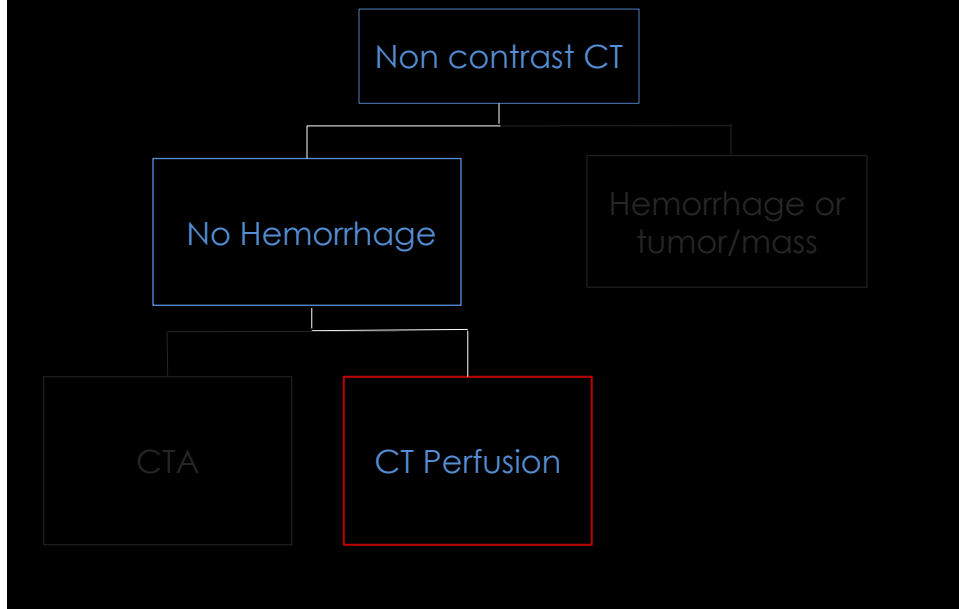 Non contrast CT
No Hemorrhage
Hemorrhage or
tumor/mass
CTA
CT Perfusion